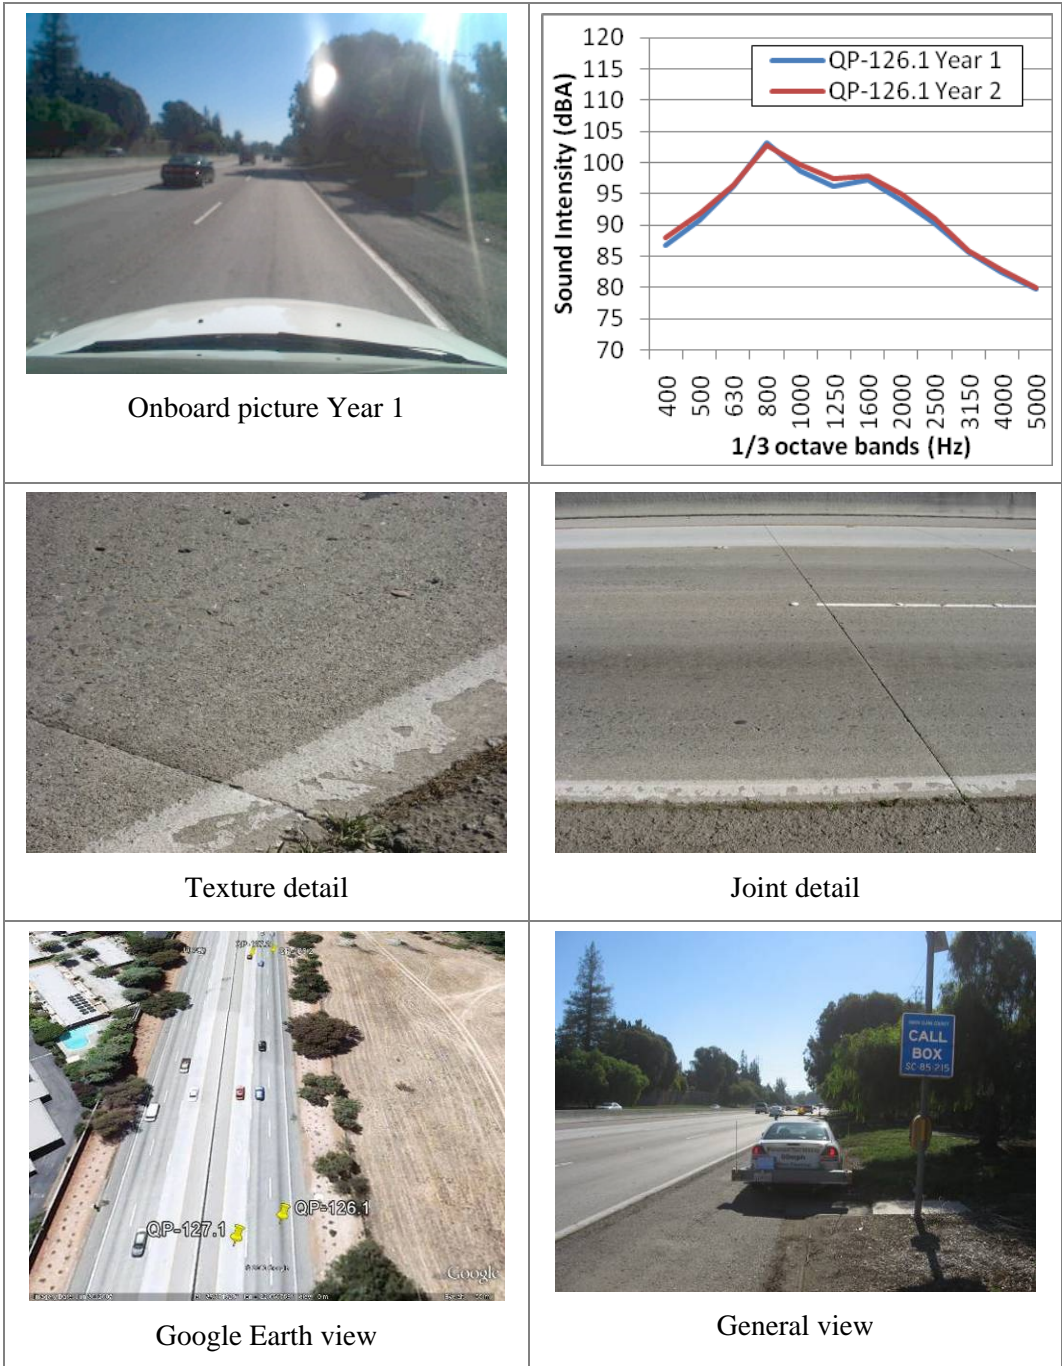 Onboard picture Year 1
120
115
110
105
100
95
90
85
80
75
70
Sound Intensity (dBA)
QP-126.1 Year 1
QP-126.1 Year 2
400
500
630
800
1000
1250
1600
2000
2500
3150
4000
5000
1/3 octave bands (Hz)
Texture detail
Joint detail
QP-126.1
QP-127.1
Google
Google Earth view
CALL
BOX
SC-85-215
General view